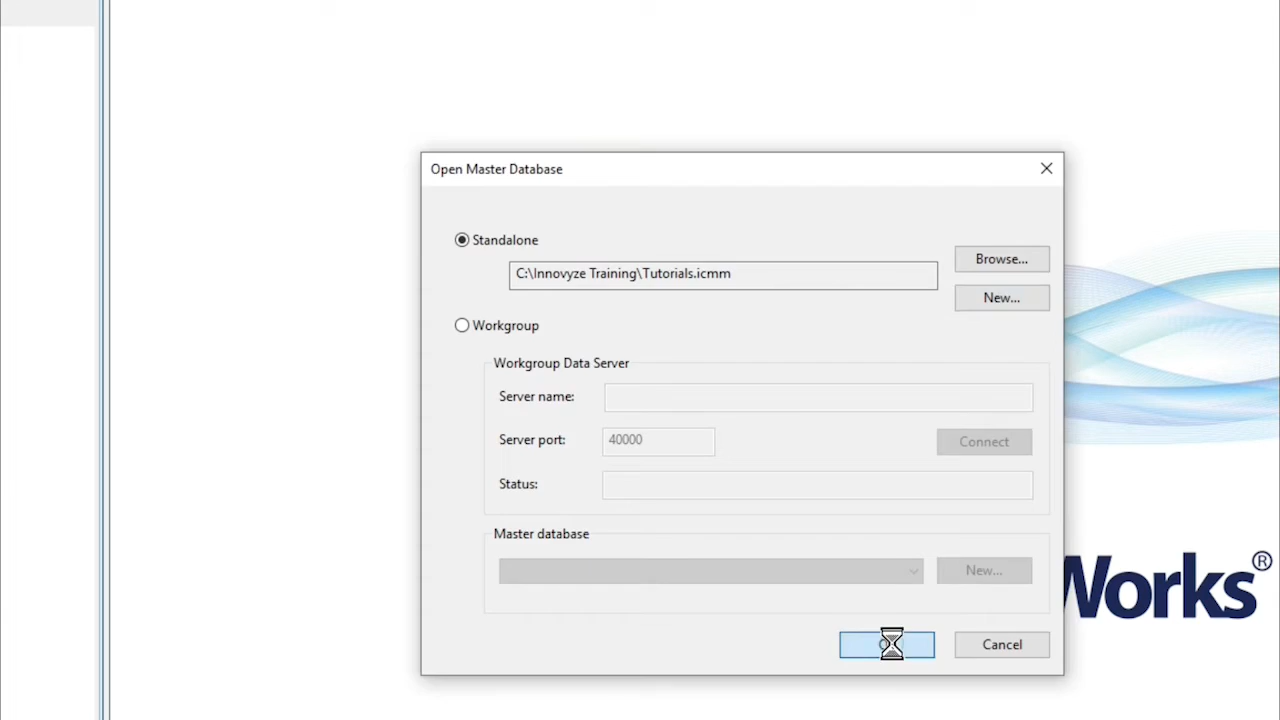 Open Master Database
Standalone
C:\Innovyze Training\Tutorials.icmm
Browse...
New...
Workgroup
Workgroup Data Server
Server name:
Server port:
40000
Connect
Status:
Master database
New...
Works®
Cancel